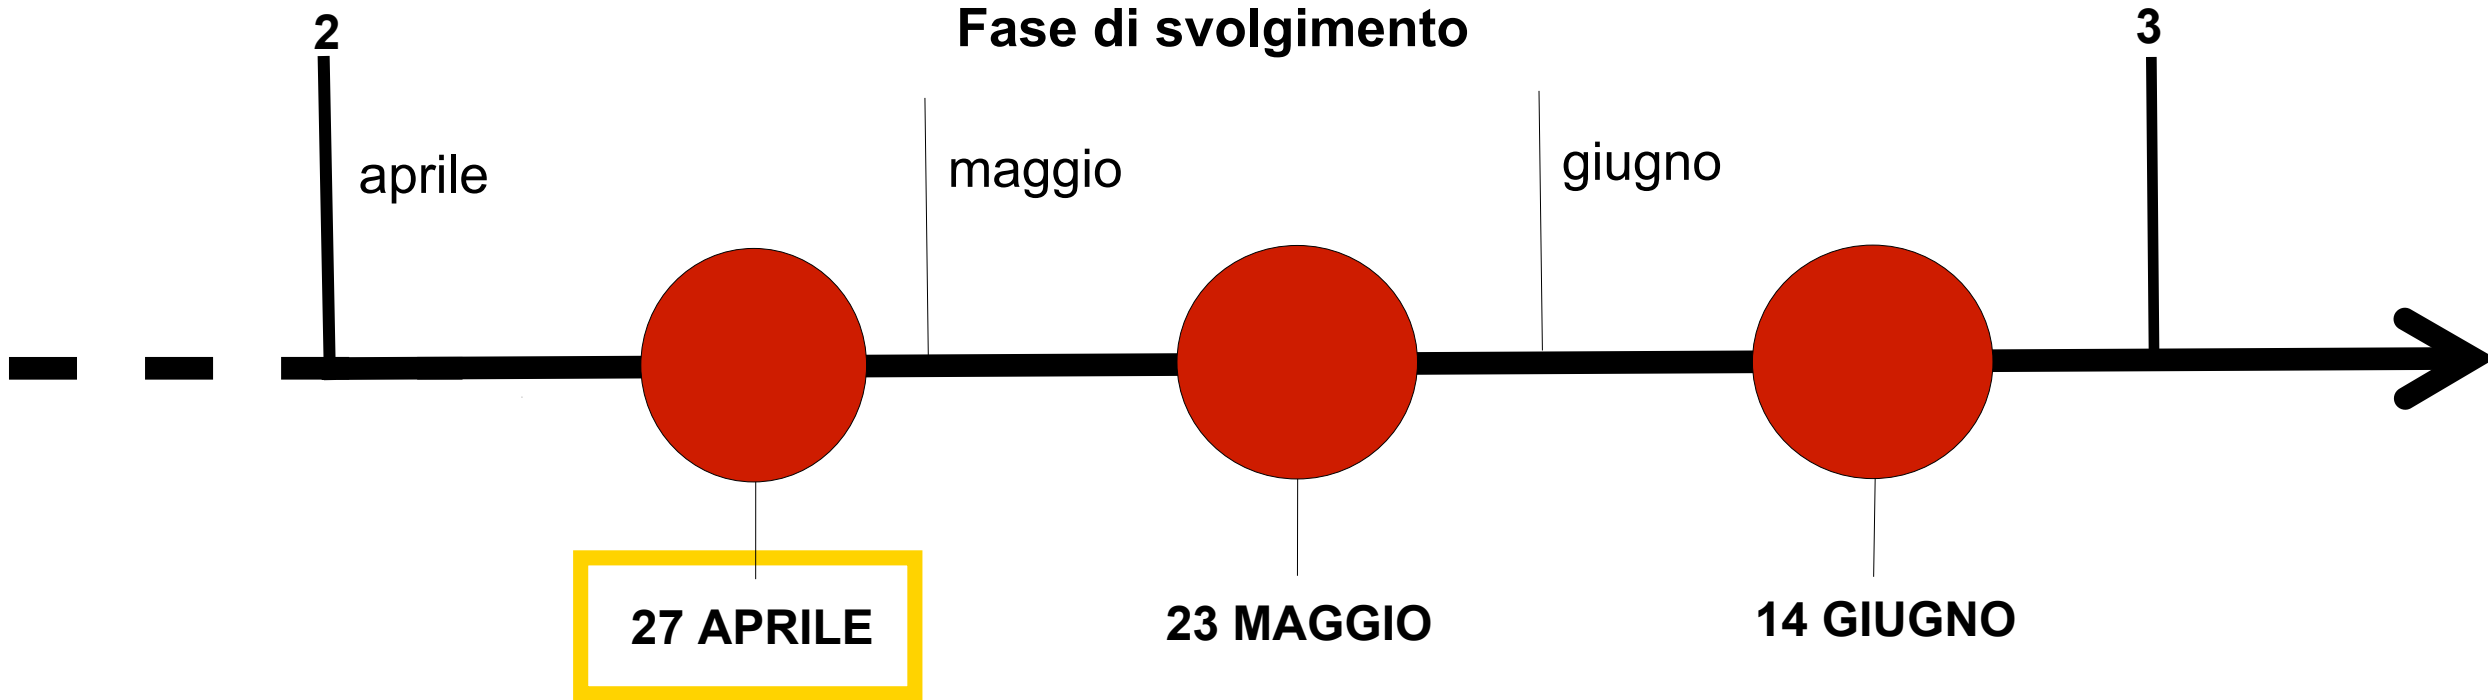 2
Fase di svolgimento
3
aprile
maggio
giugno
27 APRILE
23 MAGGIO
14 GIUGNO